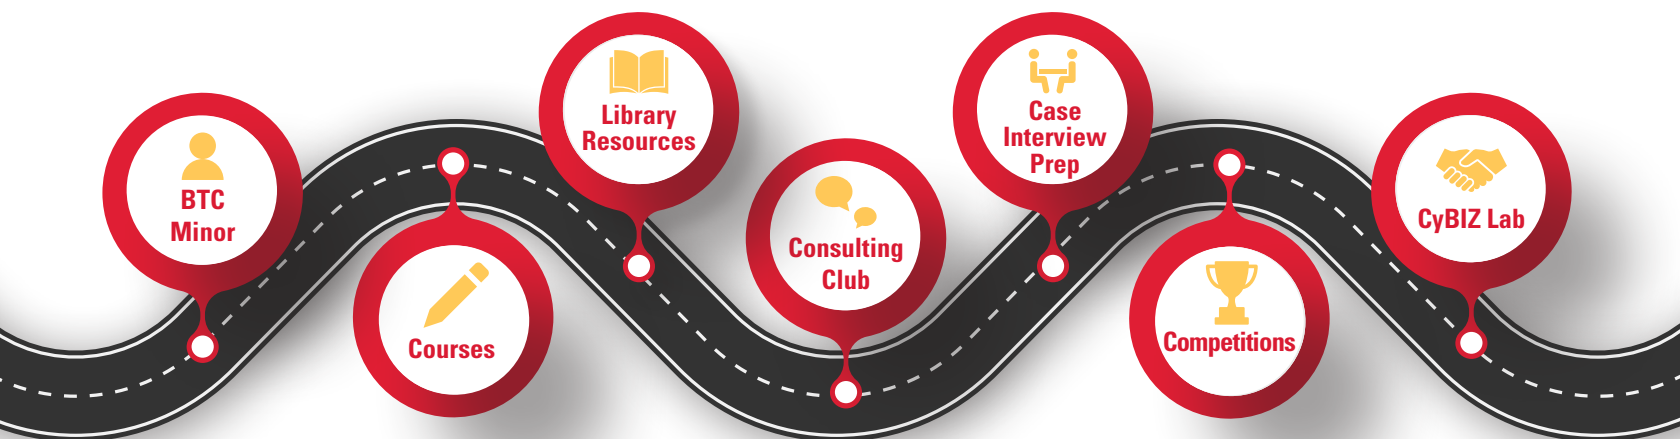 BTC
Minor
Courses
Library
Resources
Consulting
Club
Case
Interview
Prep
Competitions
CyBIZ Lab